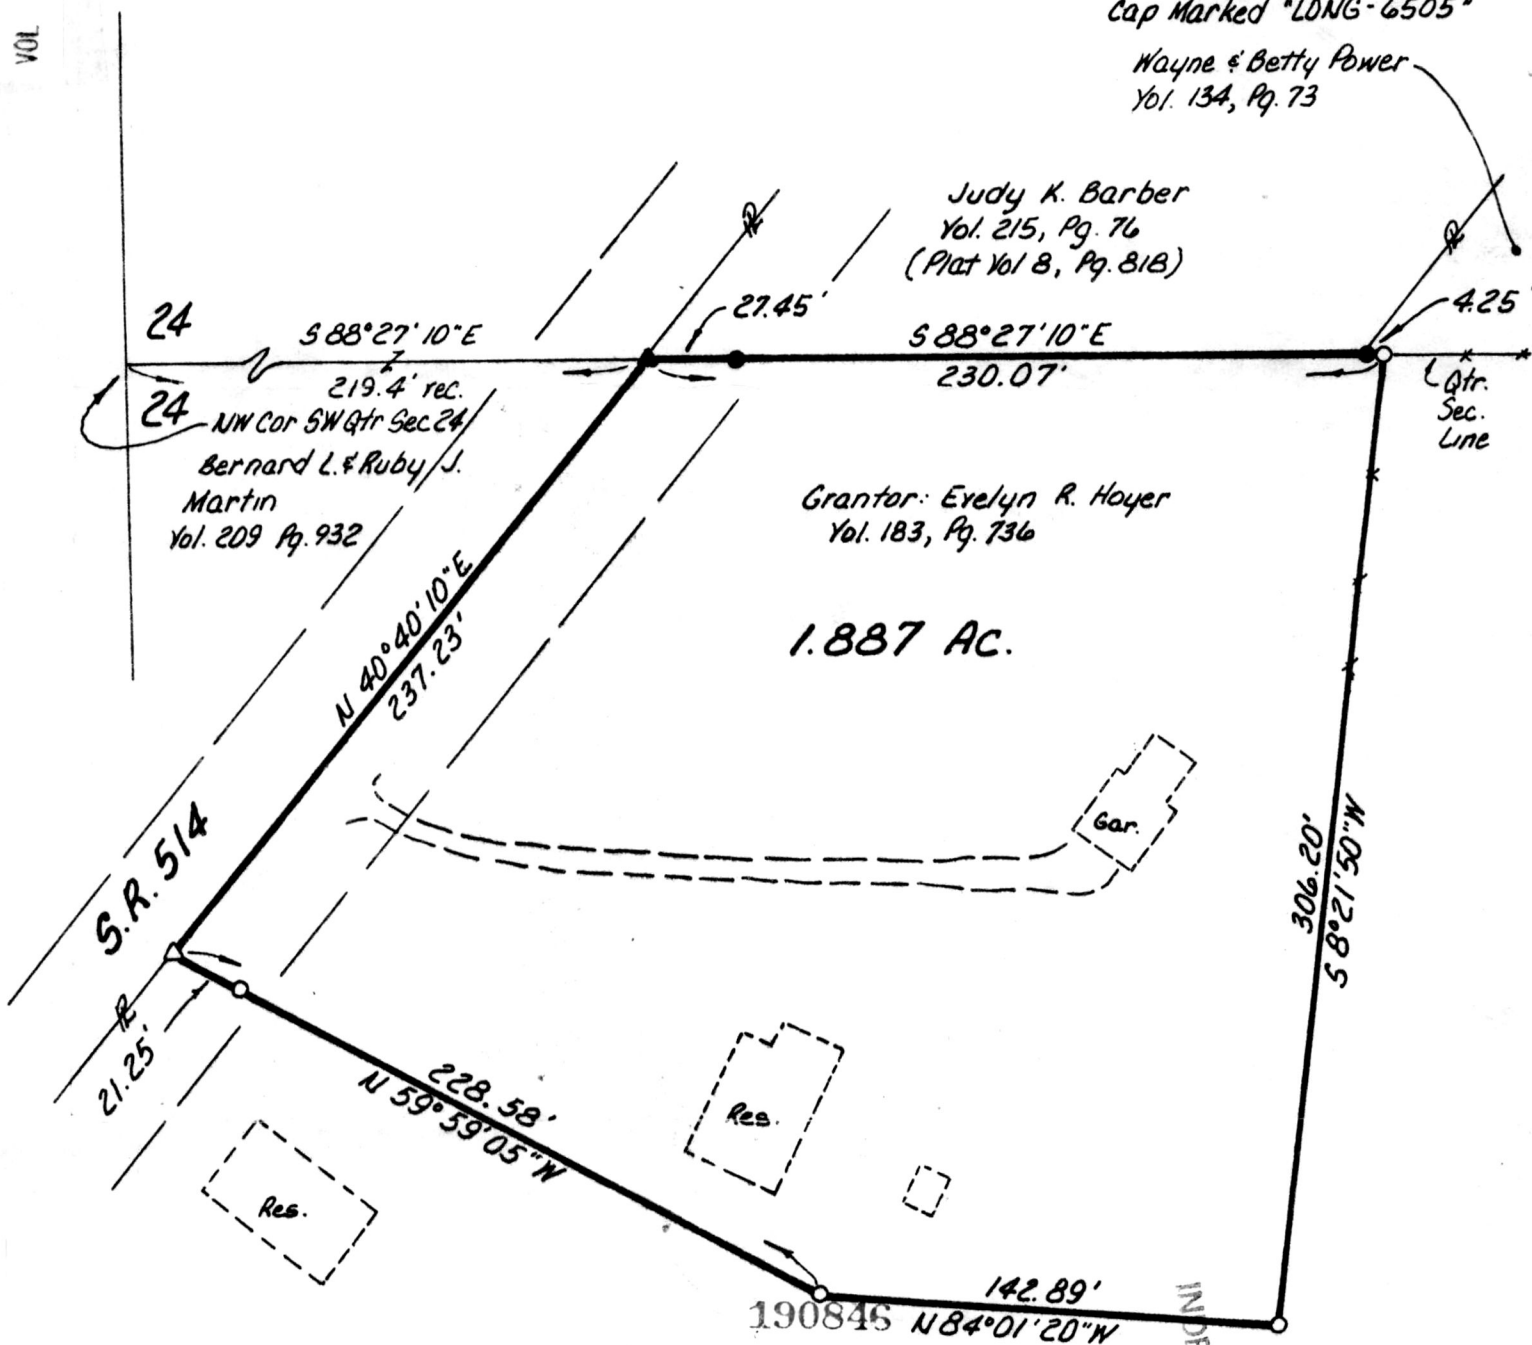 VOL
Cap Marked "LONG-6505"
Wayne & Betty Power
Vol. 134, Pg. 73
Judy K. Barber
Vol. 215, Pg. 76
(Plat Vol 8, Pg. 818)
27.45'
4.25'
24
S 88°27'10"E
219.4' rec.
S 88°27'10"E
230.07'
Qtr.
Sec.
Line
24
NW Cor SW Qtr Sec 24
Bernard L. & Ruby J.
Martin
Vol. 209 Pg. 932
Grantor: Evelyn R. Hoyer
Vol. 183, Pg. 736
N 40°40'10"E
237.23'
1.887 Ac.
S.R. 514
Gar.
306.20'
S 8°21'50"W
21.25'
228.58'
N 59°59'05"W
Res.
Res.
142.89'
N 84°01'20"W
190846